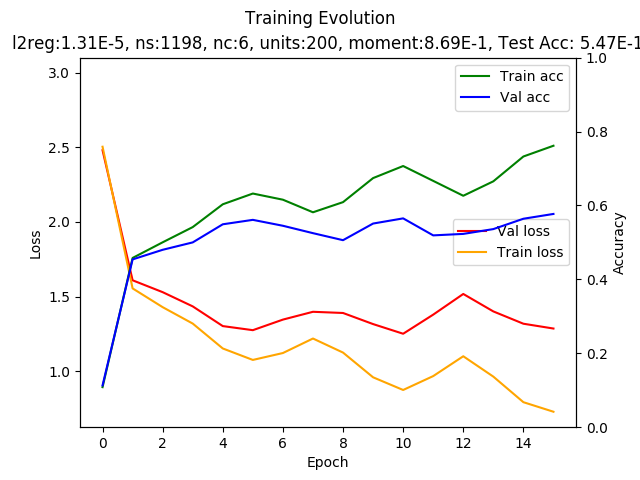 Training Evolution
l2reg:1.31E-5, ns:1198, nc:6, units:200, moment:8.69E-1, Test Acc: 5.47E-1
3.0
2.5
2.0
1.5
1.0
Loss
1.0
0.8
0.6
0.4
0.2
0.0
Accuracy
Train acc
Val acc
Val loss
Train loss
0 2 4 6 8 10 12 14
Epoch